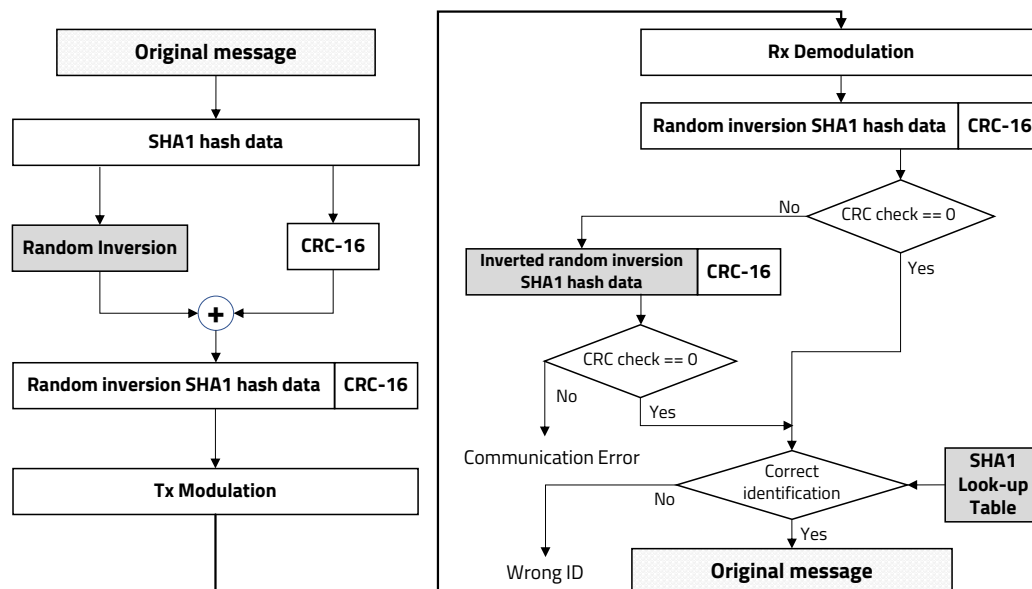 Original message
SHA1 hash data
Random Inversion
CRC-16
+
Random inversion SHA1 hash data
CRC-16
Tx Modulation
Rx Demodulation
Random inversion SHA1 hash data
CRC-16
CRC check == 0
No
Yes
Inverted random inversion
SHA1 hash data
CRC-16
CRC check == 0
No
Yes
Communication Error
Correct
identification
SHA1
Look-up
Table
No
Yes
Wrong ID
Original message